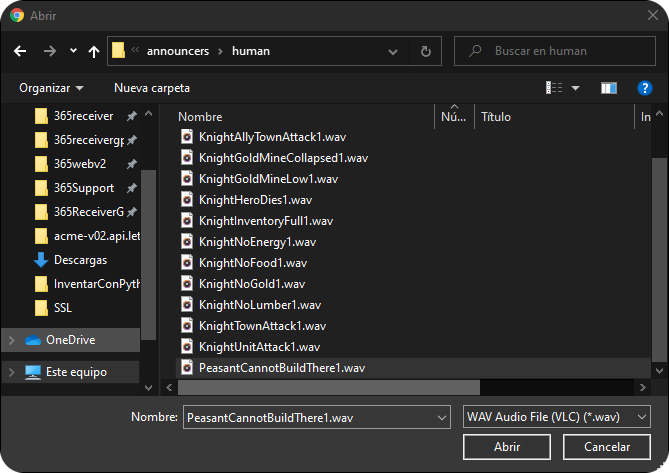 Abrir
announcers
human
Buscar en human
Organizar
Nueva carpeta
365receiver
365receivergp
365webv2
365Support
365ReceiverG
acme-v02.api.let
Descargas
InventarConPyth
SSL
OneDrive
Este equipo
Nombre
Nú...
Título
In
KnightAllyTownAttack1.wav
KnightGoldMineCollapsed1.wav
KnightGoldMineLow1.wav
KnightHeroDies1.wav
KnightInventoryFull1.wav
KnightNoEnergy1.wav
KnightNoFood1.wav
KnightNoGold1.wav
KnightNoLumber1.wav
KnightTownAttack1.wav
KnightUnitAttack1.wav
PeasantCannotBuildThere1.wav
Nombre:
PeasantCannotBuildThere1.wav
WAV Audio File (VLC) (*.wav)
Abrir
Cancelar